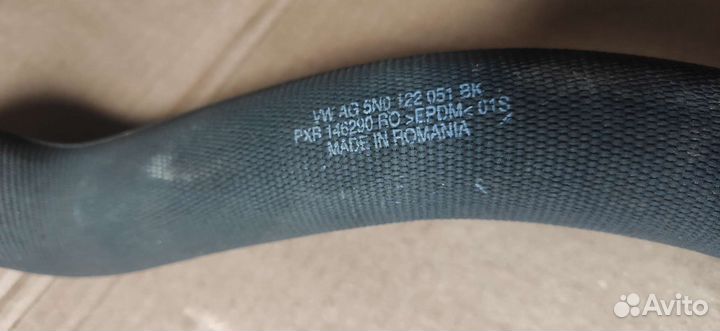 VW AG 5N0 122 051 BK
PXB 146290 RO >EPDM< 01S
MADE IN ROMANIA
Avito